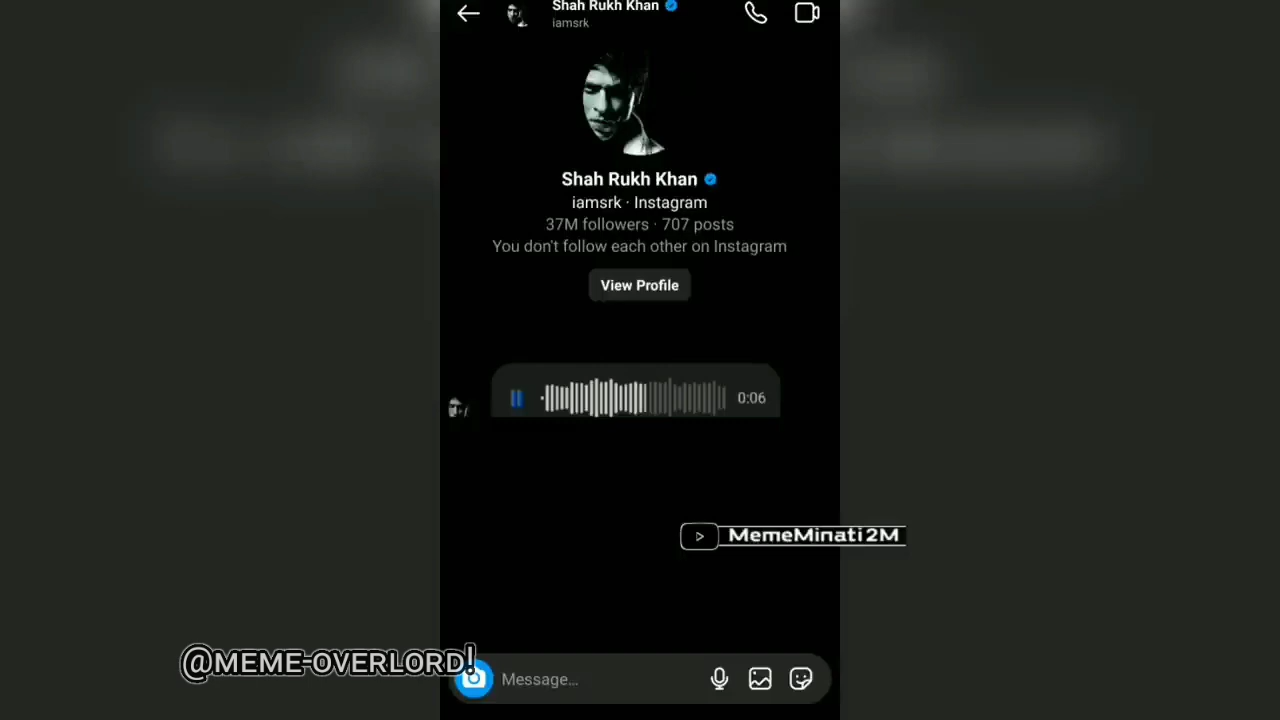 Shah Rukh Khan
iamsrk
Shah Rukh Khan
iamsrk · Instagram
37M followers · 707 posts
You don't follow each other on Instagram
View Profile
0:06
MemeMinati2M
@MEME-OVERLORD!
Message...